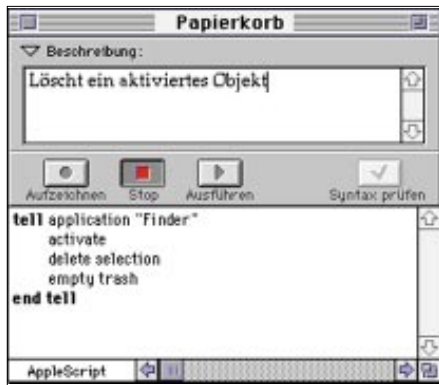 Papierkorb
Beschreibung:
Löscht ein aktiviertes Objekt
Aufzeichnen Stop Ausführen Syntax prüfen
tell application "Finder"
activate
delete selection
empty trash
end tell
AppleScript